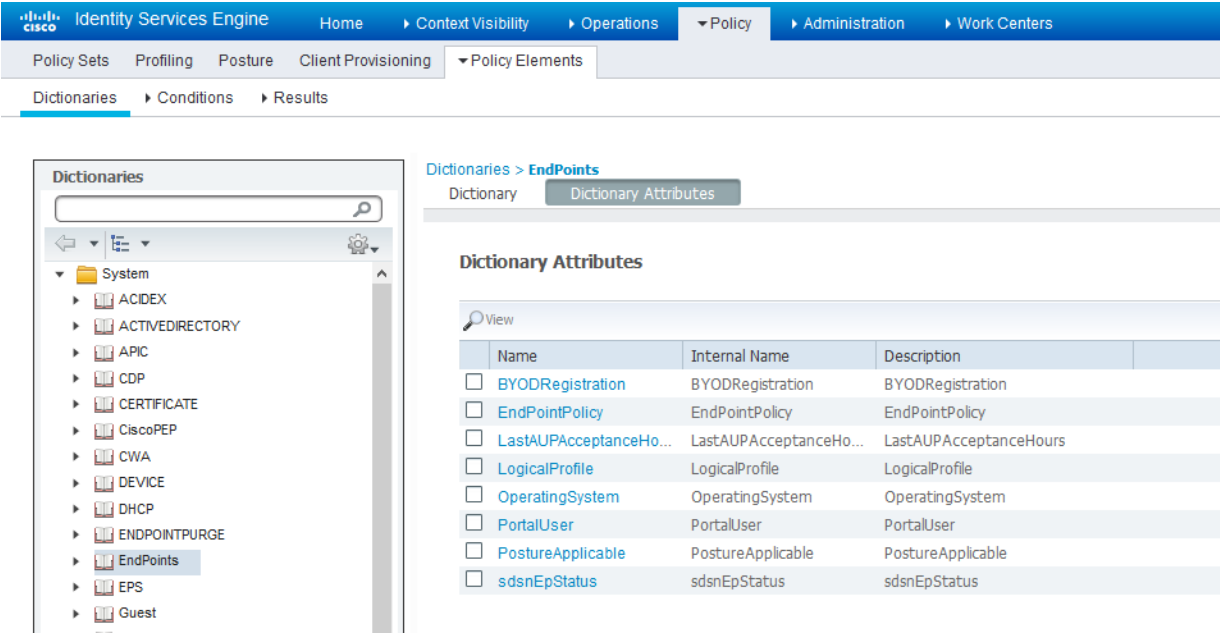 cisco Identity Services Engine Home Context Visibility Operations Policy Administration Work Centers
Policy Sets Profiling Posture Client Provisioning Policy Elements
Dictionaries Conditions Results
Dictionaries
Dictionaries > EndPoints
Dictionary Dictionary Attributes
System
ACIDEX
ACTIVEDIRECTORY
APIC
CDP
CERTIFICATE
CiscoPEP
CWA
DEVICE
DHCP
ENDPOINTPURGE
EndPoints
EPS
Guest
Dictionary Attributes
View
Name Internal Name Description
BYODRegistration BYODRegistration BYODRegistration
EndPointPolicy EndPointPolicy EndPointPolicy
LastAUPAcceptanceHo... LastAUPAcceptanceHo... LastAUPAcceptanceHours
LogicalProfile LogicalProfile LogicalProfile
OperatingSystem OperatingSystem OperatingSystem
PortalUser PortalUser PortalUser
PostureApplicable PostureApplicable PostureApplicable
sdsnEpStatus sdsnEpStatus sdsnEpStatus